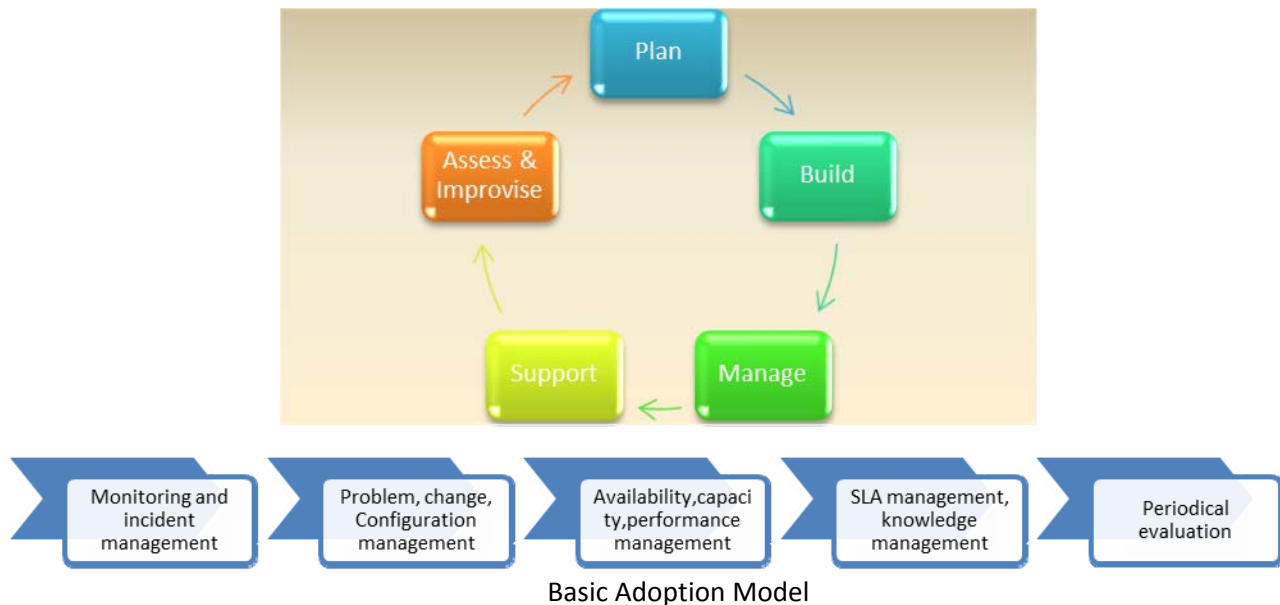 Plan
Assess &
Improvise
Build
Support
Manage
Monitoring and
incident
management
Problem, change,
Configuration
management
Availability,capaci
ty,performance
management
SLA management,
knowledge
management
Periodical
evaluation
Basic Adoption Model